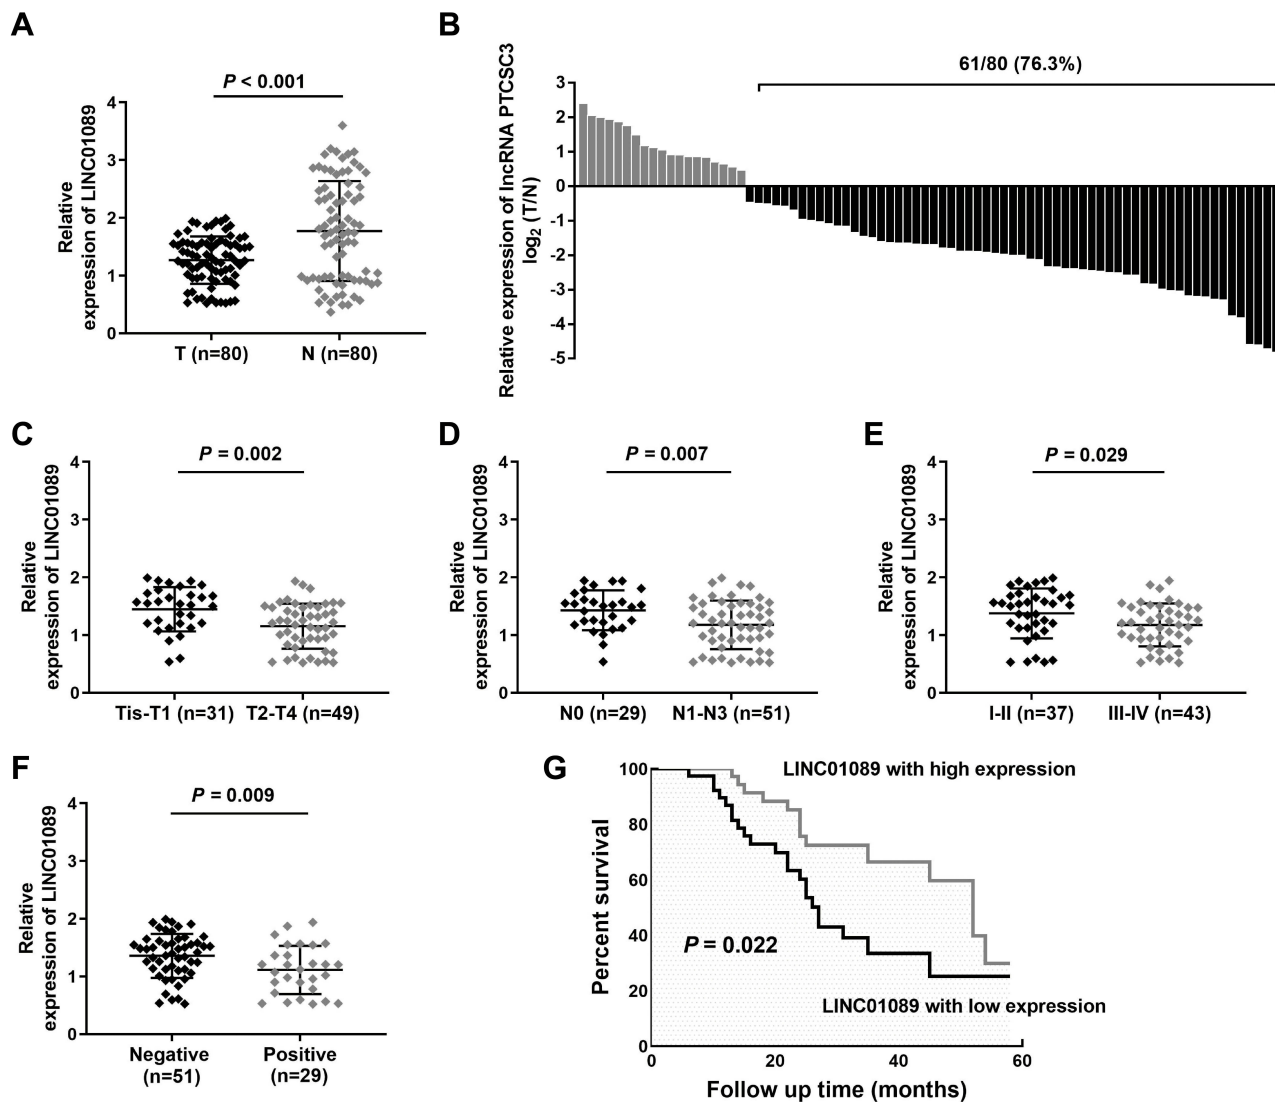 A
P < 0.001
Relative
expression of LINC01089
4
3
2
1
0
T (n=80)
N (n=80)
B
61/80 (76.3%)
Relative expression of lncRNA PTCSC3
log2 (T/N)
3
2
1
0
-1
-2
-3
-4
-5
C
P = 0.002
Relative
expression of LINC01089
4
3
2
1
0
Tis-T1 (n=31)
T2-T4 (n=49)
D
P = 0.007
Relative
expression of LINC01089
4
3
2
1
0
N0 (n=29)
N1-N3 (n=51)
E
P = 0.029
Relative
expression of LINC01089
4
3
2
1
0
I-II (n=37)
III-IV (n=43)
F
P = 0.009
Relative
expression of LINC01089
4
3
2
1
0
Negative
(n=51)
Positive
(n=29)
G
LINC01089 with high expression
Percent survival
100
80
60
40
20
0
P = 0.022
LINC01089 with low expression
0
20
40
60
Follow up time (months)